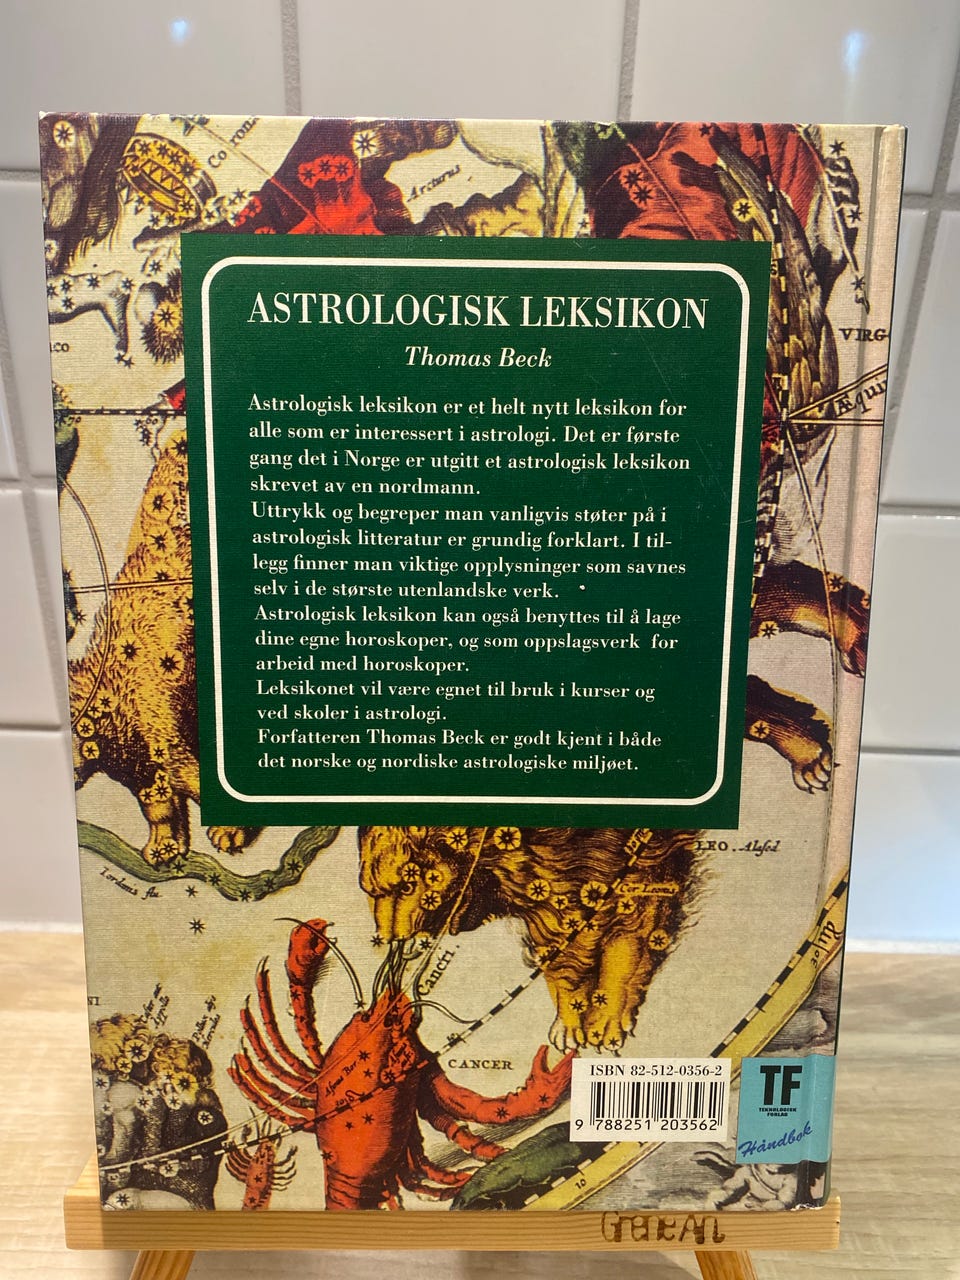 Corona
Arcturus
VIRG
Æqui
ASTROLOGISK LEKSIKON
Thomas Beck
Astrologisk leksikon er et helt nytt leksikon for
alle som er interessert i astrologi. Det er første
gang det i Norge er utgitt et astrologisk leksikon
skrevet av en nordmann.
Uttrykk og begreper man vanligvis støter på i
astrologisk litteratur er grundig forklart. I til-
legg finner man viktige opplysninger som savnes
selv i de største utenlandske verk.
Astrologisk leksikon kan også benyttes til å lage
dine egne horoskoper, og som oppslagsverk for
arbeid med horoskoper.
Leksikonet vil være egnet til bruk i kurser og
ved skoler i astrologi.
Forfatteren Thomas Beck er godt kjent i både
det norske og nordiske astrologiske miljøet.
LEO
Cor Leonis
Cancri.
CANCER
30
10
ISBN 82-512-0356-2
9 788251 203562
TF
TEKNOLOGISK
FORLAG
Håndbok